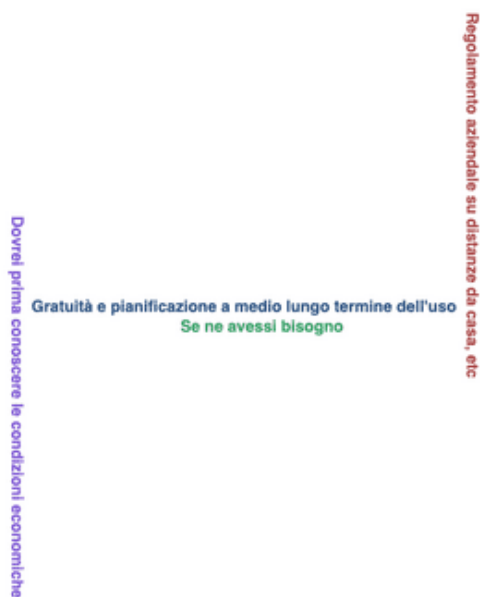 Regolamento aziendale su distanze da casa, etc
Dovrei prima conoscere le condizioni economiche
Gratuità e pianificazione a medio lungo termine dell'uso
Se ne avessi bisogno